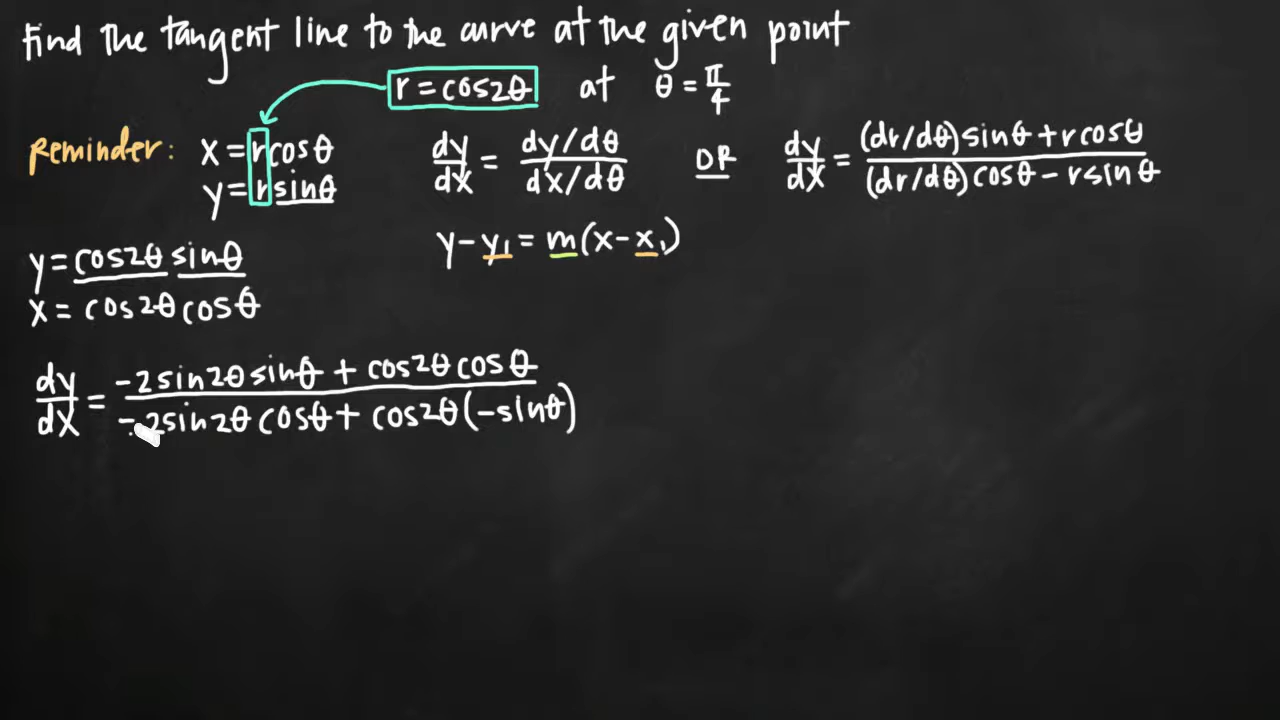 Find the tangent line to the curve at the given point
r = cos2θ at θ = π/4
Reminder: x = rcosθ dy/dx = (dy/dθ)/(dx/dθ) OR dy/dx = ((dr/dθ)sinθ + rcosθ)/((dr/dθ)cosθ - rsinθ)
y = rsinθ
y - y₁ = m(x - x₁)
y = cos2θ sinθ
x = cos2θ cosθ
dy/dx = (-2sin2θ sinθ + cos2θ cosθ)/(-2sin2θ cosθ + cos2θ(-sinθ))